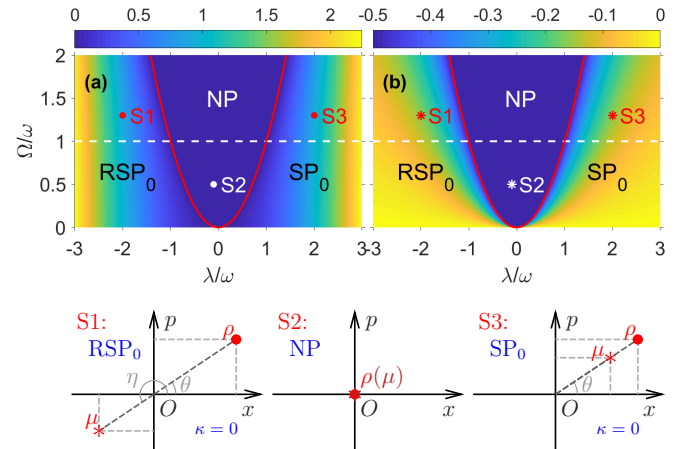 0 0.5 1 1.5 2
-0.5 -0.4 -0.3 -0.2 -0.1 0
2
1.5
1
0.5
0
Ω/ω
(a)
NP
S1
S3
RSP0
SP0
S2
-3 -2 -1 0 1 2 3
λ/ω
(b)
NP
S1
S3
RSP0
SP0
S2
-3 -2 -1 0 1 2 3
λ/ω
S1:
RSP0
p
ρ
η
θ
μ
O
x
κ = 0
S2:
NP
p
ρ(μ)
O
x
S3:
SP0
p
ρ
μ
θ
O
x
κ = 0